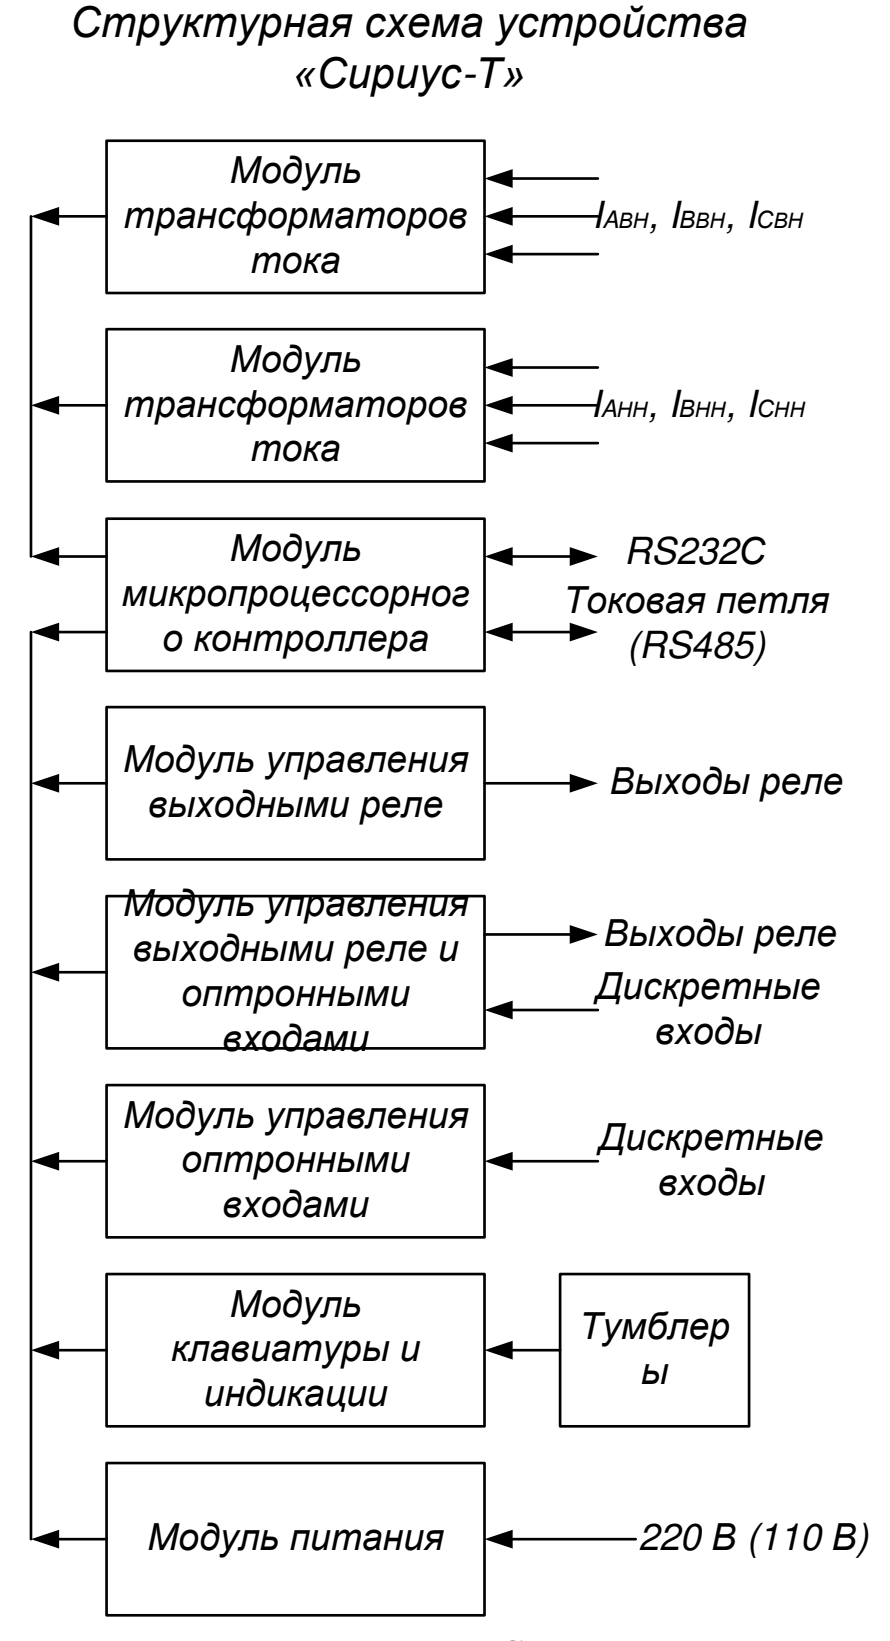 Структурная схема устройства
«Сириус-Т»
Модуль
трансформаторов
тока
IАВН, IВВН, IСВН
Модуль
трансформаторов
тока
IАНН, IВНН, IСНН
Модуль
микропроцессорног
о контроллера
RS232C
Токовая петля
(RS485)
Модуль управления
выходными реле
Выходы реле
Модуль управления
выходными реле и
оптронными
входами
Выходы реле
Дискретные
входы
Модуль управления
оптронными
входами
Дискретные
входы
Модуль
клавиатуры и
индикации
Тумблер
ы
Модуль питания
220 В (110 В)